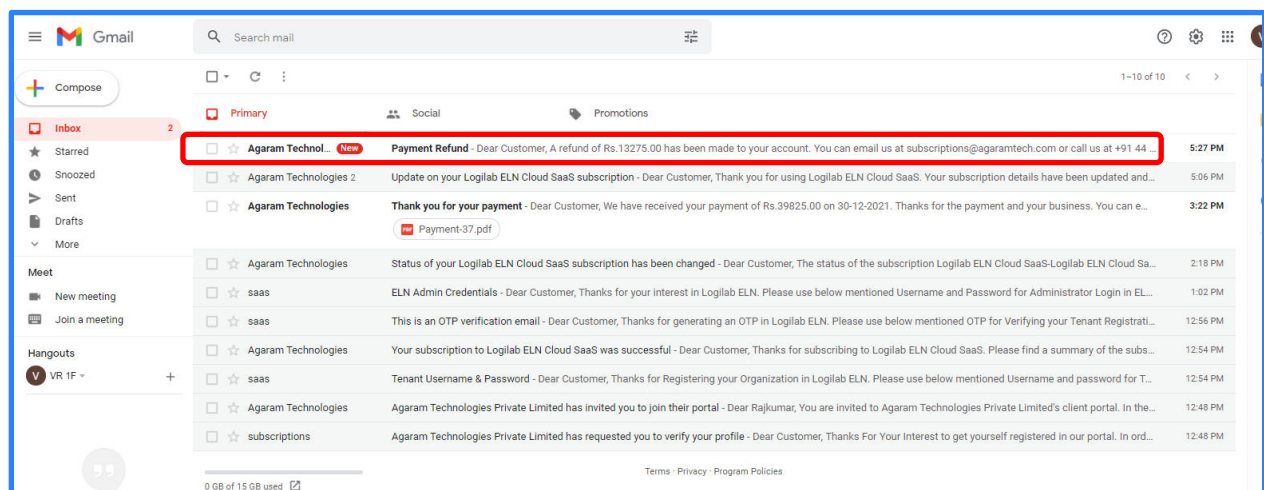 Gmail
Search mail
Compose
1–10 of 10
Primary Social Promotions
Inbox 2
Starred
Snoozed
Sent
Drafts
More
Agaram Technol... New Payment Refund - Dear Customer, A refund of Rs.13275.00 has been made to your account. You can email us at subscriptions@agaramtech.com or call us at +91 44 ... 5:27 PM
Agaram Technologies 2 Update on your Logilab ELN Cloud SaaS subscription - Dear Customer, Thank you for using Logilab ELN Cloud SaaS. Your subscription details have been updated and... 5:06 PM
Agaram Technologies Thank you for your payment - Dear Customer, We have received your payment of Rs.39825.00 on 30-12-2021. Thanks for the payment and your business. You can e... 3:22 PM
PDF Payment-37.pdf
Agaram Technologies Status of your Logilab ELN Cloud SaaS subscription has been changed - Dear Customer, The status of the subscription Logilab ELN Cloud SaaS-Logilab ELN Cloud Sa... 2:18 PM
Meet
New meeting
Join a meeting
saas ELN Admin Credentials - Dear Customer, Thanks for your interest in Logilab ELN. Please use below mentioned Username and Password for Administrator Login in EL... 1:02 PM
saas This is an OTP verification email - Dear Customer, Thanks for generating an OTP in Logilab ELN. Please use below mentioned OTP for Verifying your Tenant Registrati... 12:56 PM
Agaram Technologies Your subscription to Logilab ELN Cloud SaaS was successful - Dear Customer, Thanks for subscribing to Logilab ELN Cloud SaaS. Please find a summary of the subs... 12:54 PM
Hangouts
V VR 1F
saas Tenant Username & Password - Dear Customer, Thanks for Registering your Organization in Logilab ELN. Please use below mentioned Username and password for T... 12:54 PM
Agaram Technologies Agaram Technologies Private Limited has invited you to join their portal - Dear Rajkumar, You are invited to Agaram Technologies Private Limited's client portal. In the... 12:48 PM
subscriptions Agaram Technologies Private Limited has requested you to verify your profile - Dear Customer, Thanks For Your Interest to get yourself registered in our portal. In ord... 12:48 PM
Terms · Privacy · Program Policies
0 GB of 15 GB used